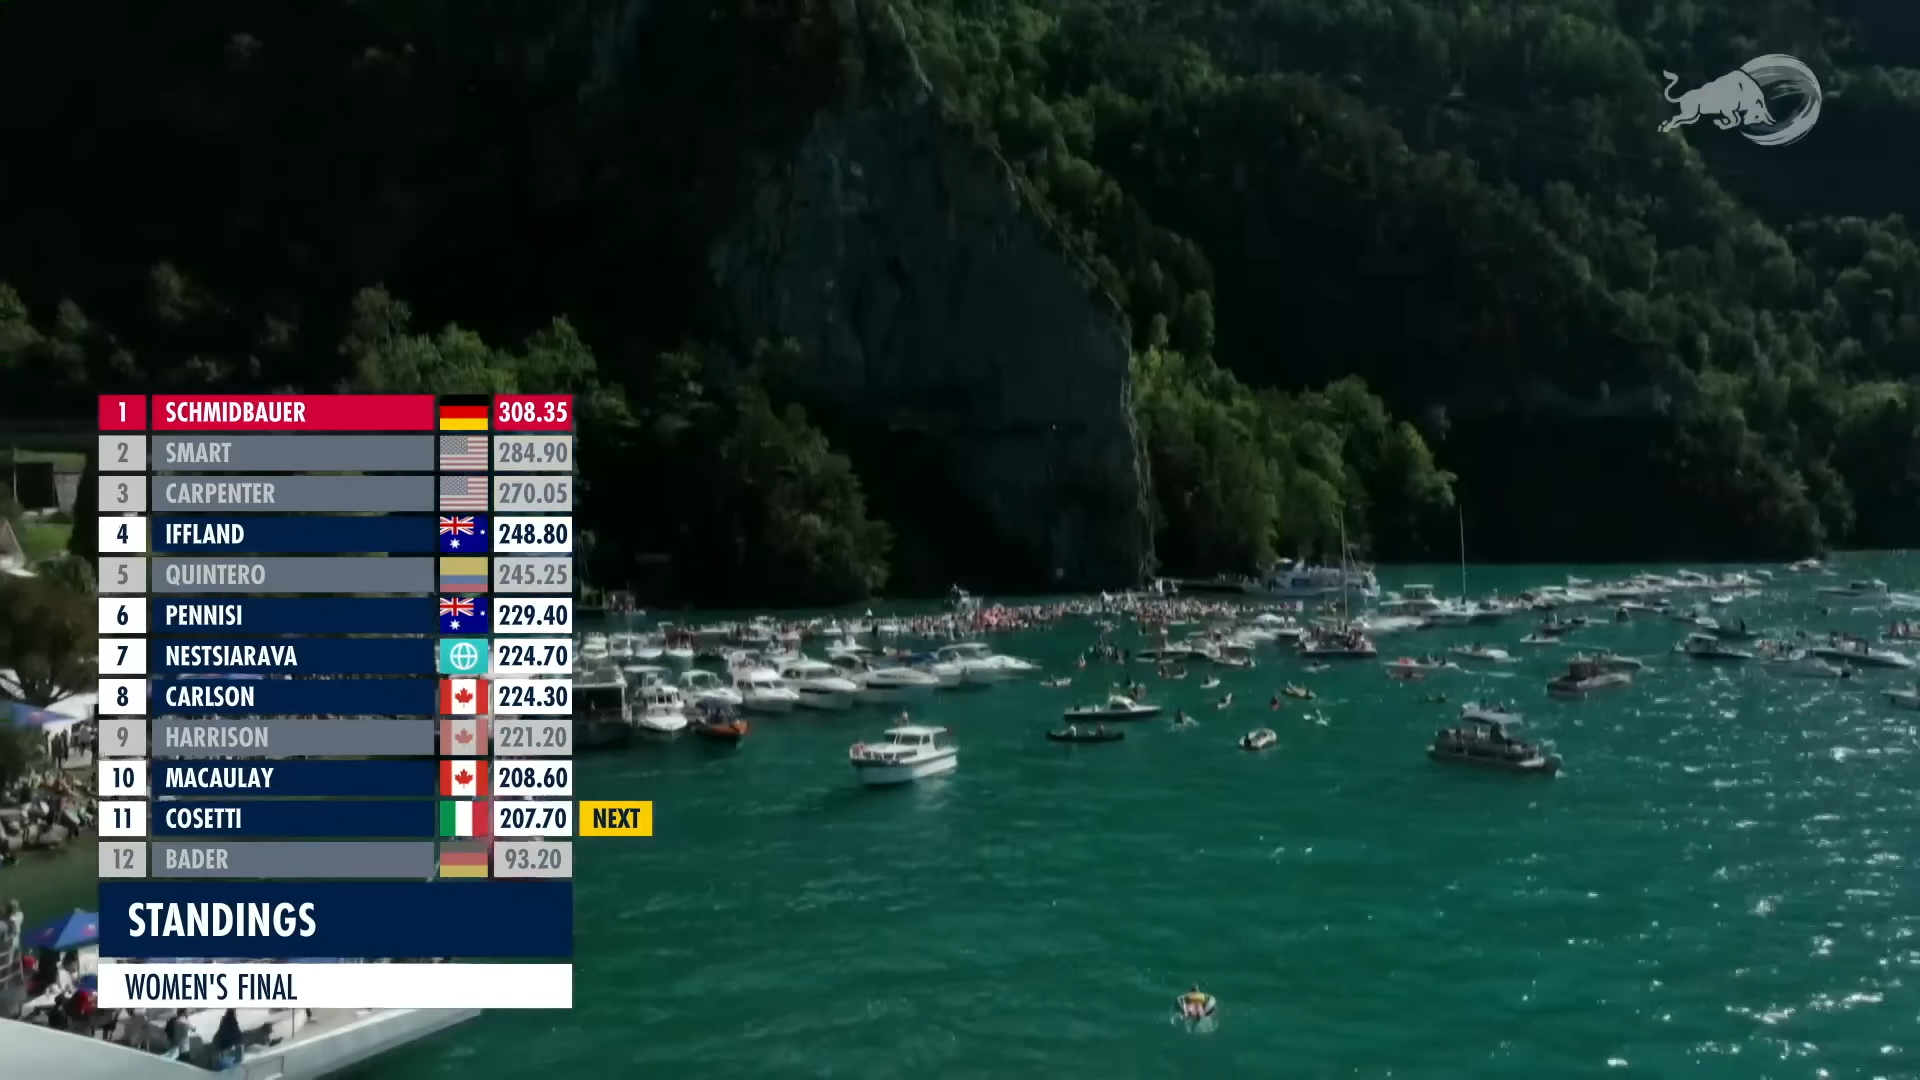 1 SCHMIDBAUER 308.35
2 SMART 284.90
3 CARPENTER 270.05
4 IFFLAND 248.80
5 QUINTERO 245.25
6 PENNISI 229.40
7 NESTSIARAVA 224.70
8 CARLSON 224.30
9 HARRISON 221.20
10 MACAULAY 208.60
11 COSETTI 207.70 NEXT
12 BADER 93.20
STANDINGS
WOMEN'S FINAL